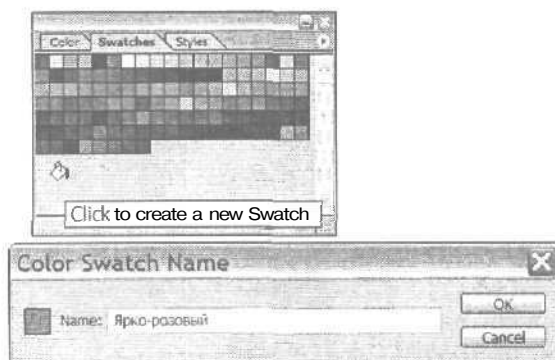 Color Swatches Styles
Click to create a new Swatch
Color Swatch Name
Name: Ярко-розовый
OK
Cancel